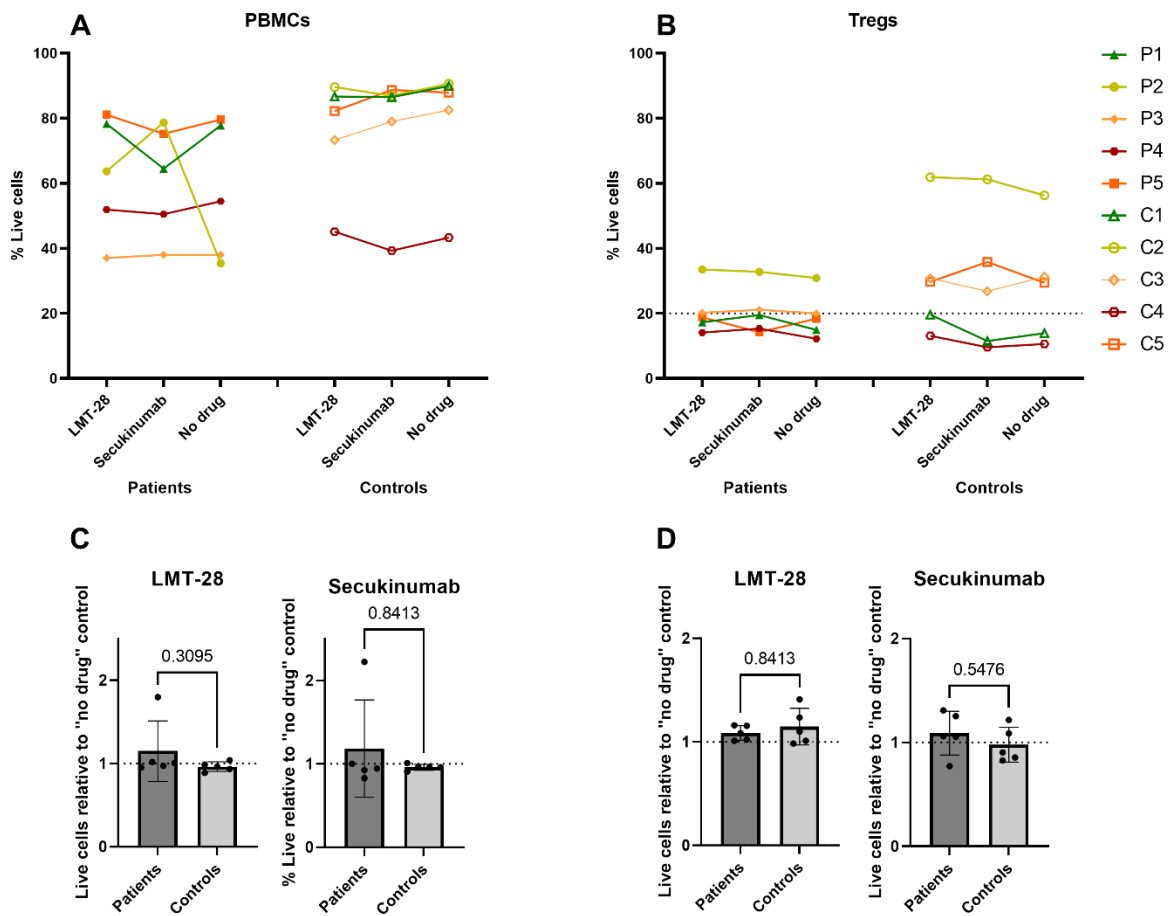 A
PBMCs
% Live cells
100
80
60
40
20
0
LMT-28
Secukinumab
No drug
LMT-28
Secukinumab
No drug
Patients
Controls
B
Tregs
% Live cells
100
80
60
40
20
0
LMT-28
Secukinumab
No drug
LMT-28
Secukinumab
No drug
Patients
Controls
P1
P2
P3
P4
P5
C1
C2
C3
C4
C5
C
LMT-28
Live cells relative to "no drug" control
0.3095
2
1
0
Patients
Controls
Secukinumab
% Live relative to "no drug" control
0.8413
2
1
0
Patients
Controls
D
LMT-28
Live cells relative to "no drug" control
2
0.8413
1
0
Patients
Controls
Secukinumab
Live cells relative to "no drug" control
2
0.5476
1
0
Patients
Controls